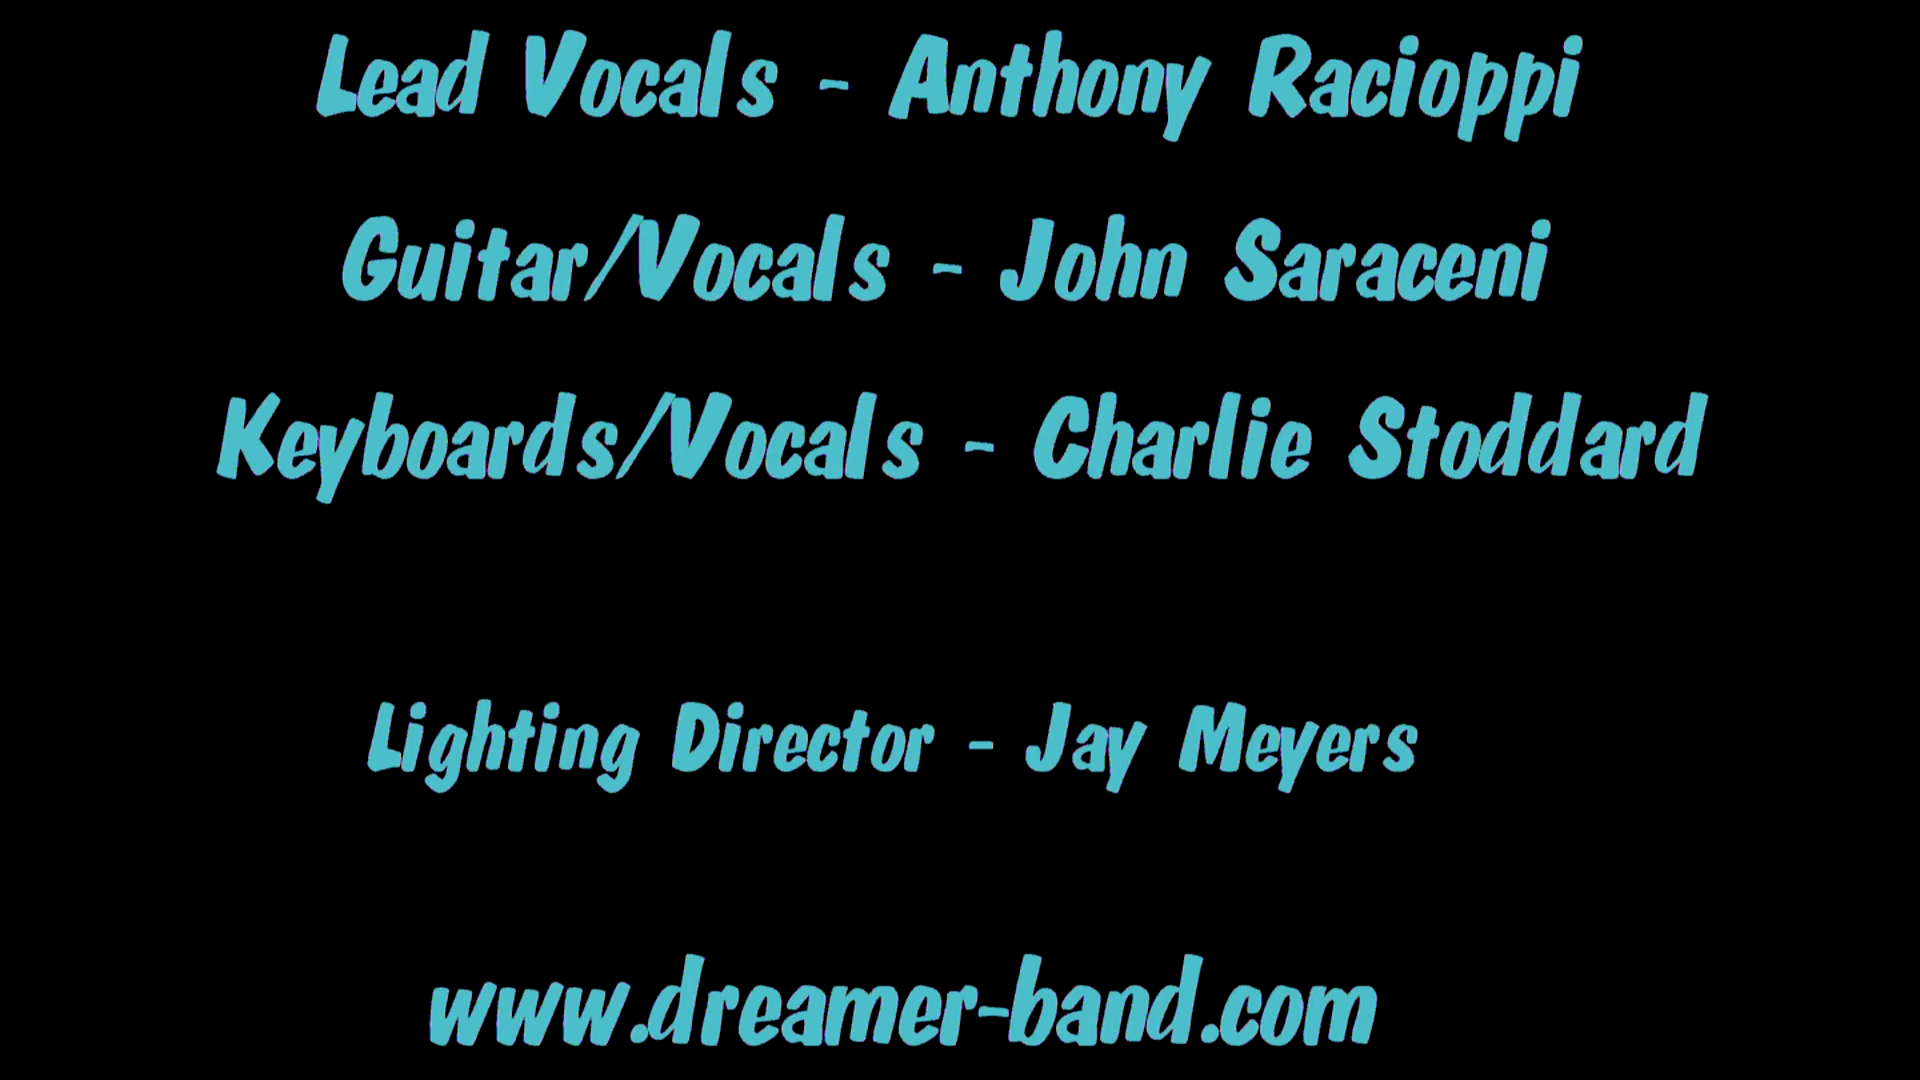 Lead Vocals - Anthony Racioppi
Guitar/Vocals - John Saraceni
Keyboards/Vocals - Charlie Stoddard
Lighting Director - Jay Meyers
www.dreamer-band.com